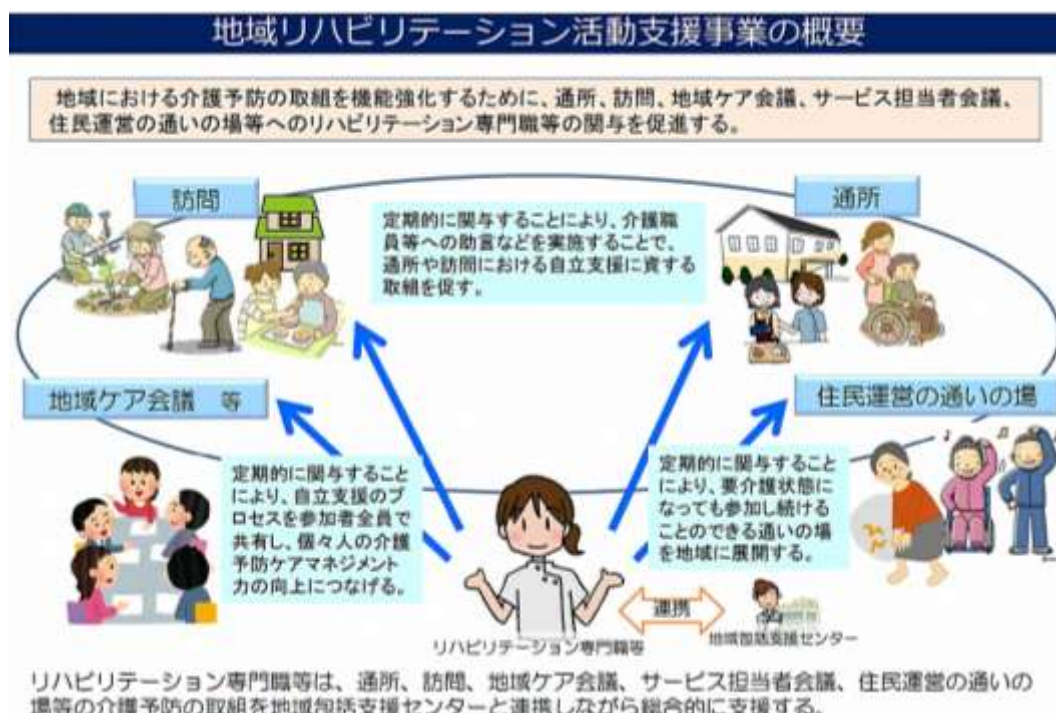 地域リハビリテーション活動支援事業の概要
地域における介護予防の取組を機能強化するために、通所、訪問、地域ケア会議、サービス担当者会議、
住民運営の通いの場等へのリハビリテーション専門職等の関与を促進する。
訪問
通所
定期的に関与することにより、介護職
員等への助言などを実施することで、
通所や訪問における自立支援に資する
取組を促す。
地域ケア会議 等
住民運営の通いの場
定期的に関与すること
により、自立支援のプ
ロセスを参加者全員で
共有し、個々人の介護
予防ケアマネジメント
力の向上につなげる。
定期的に関与すること
により、要介護状態に
なっても参加し続ける
ことのできる通いの場
を地域に展開する。
連携
リハビリテーション専門職等
地域包括支援センター
リハビリテーション専門職等は、通所、訪問、地域ケア会議、サービス担当者会議、住民運営の通いの
場等の介護予防の取組を地域包括支援センターと連携しながら総合的に支援する。